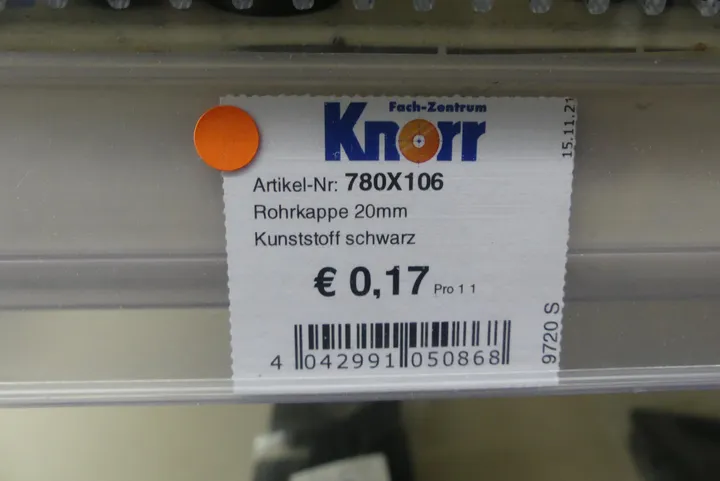 Fach-Zentrum
Knorr
15.11.21
Artikel-Nr: 780X106
Rohrkappe 20mm
Kunststoff schwarz
€ 0,17 Pro 1 1
9720 S
4 042991 050868